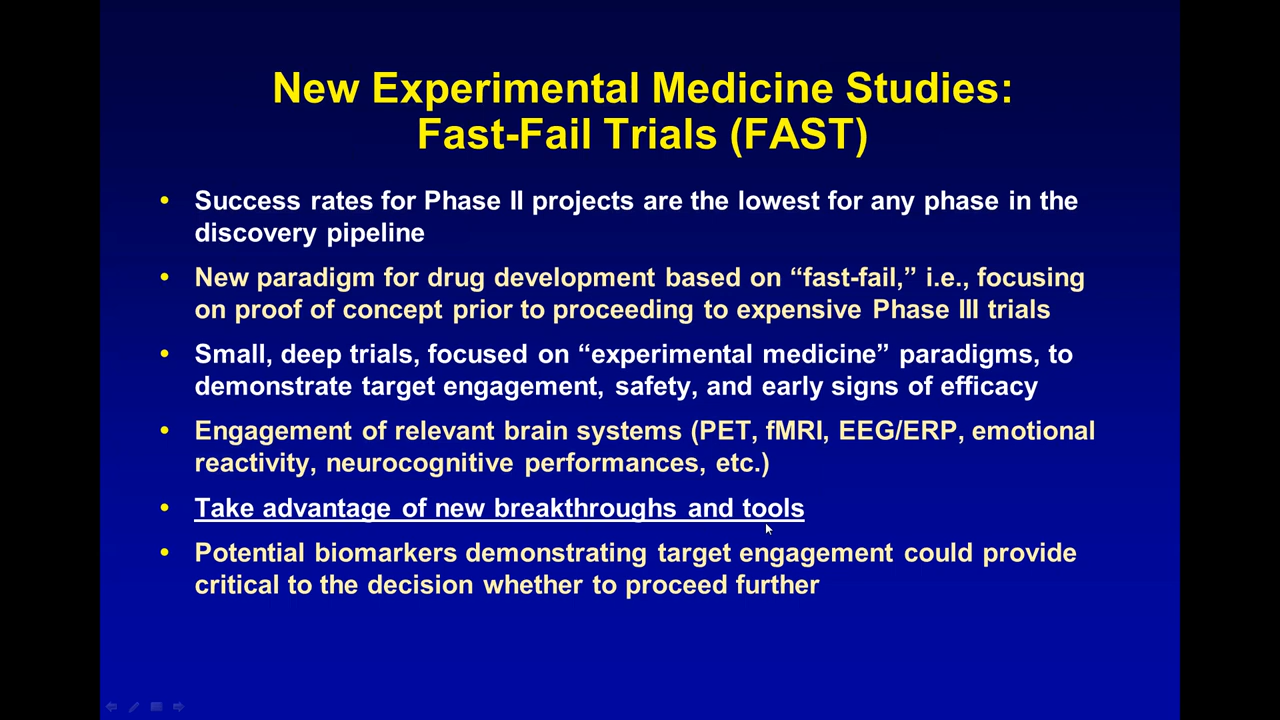 New Experimental Medicine Studies:
Fast-Fail Trials (FAST)
• Success rates for Phase II projects are the lowest for any phase in the
discovery pipeline
• New paradigm for drug development based on “fast-fail,” i.e., focusing
on proof of concept prior to proceeding to expensive Phase III trials
• Small, deep trials, focused on “experimental medicine” paradigms, to
demonstrate target engagement, safety, and early signs of efficacy
• Engagement of relevant brain systems (PET, fMRI, EEG/ERP, emotional
reactivity, neurocognitive performances, etc.)
• Take advantage of new breakthroughs and tools
• Potential biomarkers demonstrating target engagement could provide
critical to the decision whether to proceed further